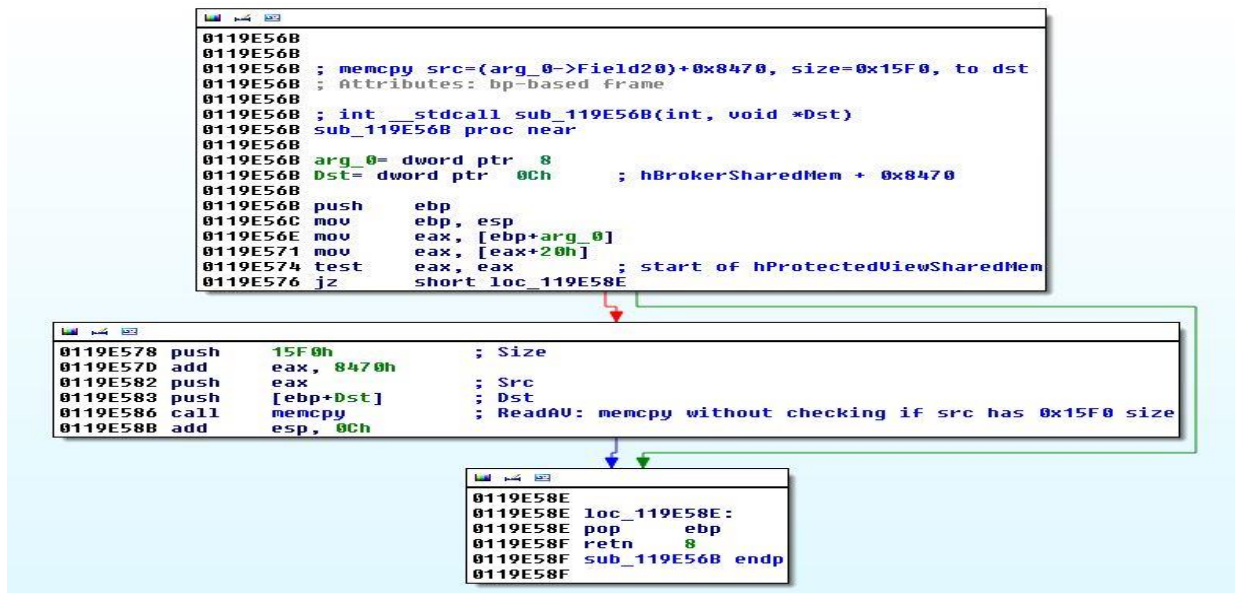 0119E56B
0119E56B
0119E56B ; memcpy src=(arg_0->Field20)+0x8470, size=0x15F0, to dst
0119E56B ; Attributes: bp-based frame
0119E56B
0119E56B ; int __stdcall sub_119E56B(int, void *Dst)
0119E56B sub_119E56B proc near
0119E56B
0119E56B arg_0= dword ptr 8
0119E56B Dst= dword ptr 0Ch ; hBrokerSharedMem + 0x8470
0119E56B
0119E56B push ebp
0119E56C mov ebp, esp
0119E56E mov eax, [ebp+arg_0]
0119E571 mov eax, [eax+20h]
0119E574 test eax, eax ; start of hProtectedViewSharedMem
0119E576 jz short loc_119E58E
0119E578 push 15F0h ; Size
0119E57D add eax, 8470h
0119E582 push eax ; Src
0119E583 push [ebp+Dst] ; Dst
0119E586 call memcpy ; ReadAV: memcpy without checking if src has 0x15F0 size
0119E58B add esp, 0Ch
0119E58E
0119E58E loc_119E58E:
0119E58E pop ebp
0119E58F retn 8
0119E58F sub_119E56B endp
0119E58F